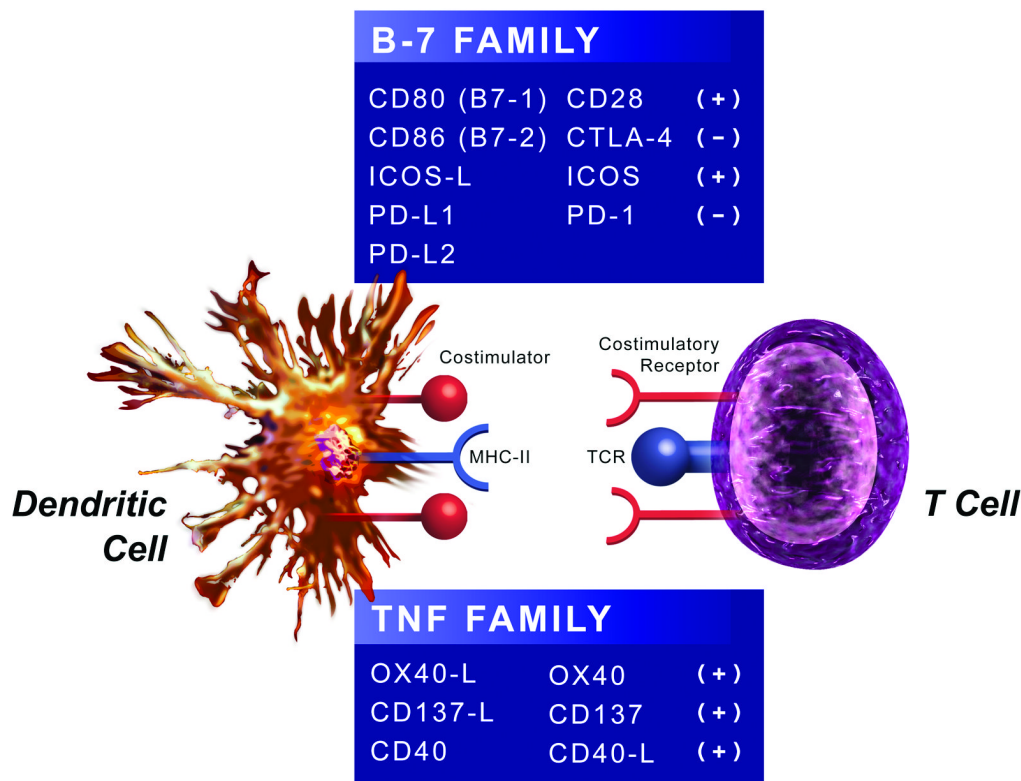 B-7 FAMILY
CD80 (B7-1) CD28 (+)
CD86 (B7-2) CTLA-4 (-)
ICOS-L ICOS (+)
PD-L1 PD-1 (-)
PD-L2
Costimulator
Costimulatory
Receptor
MHC-II
TCR
Dendritic
Cell
T Cell
TNF FAMILY
OX40-L OX40 (+)
CD137-L CD137 (+)
CD40 CD40-L (+)